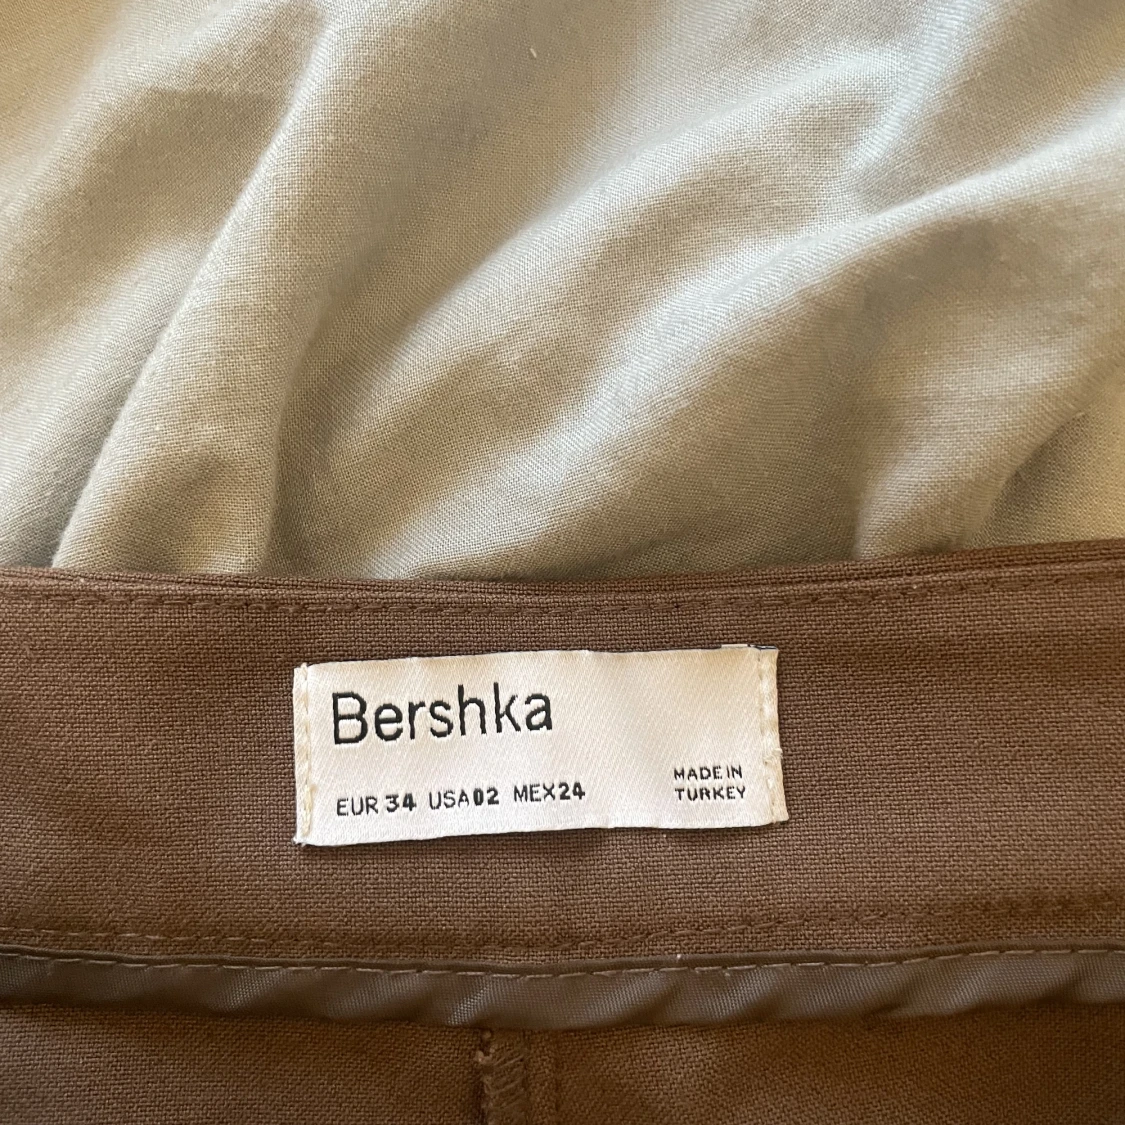 Bershka
EUR 34 USA 02 MEX 24
MADE IN
TURKEY